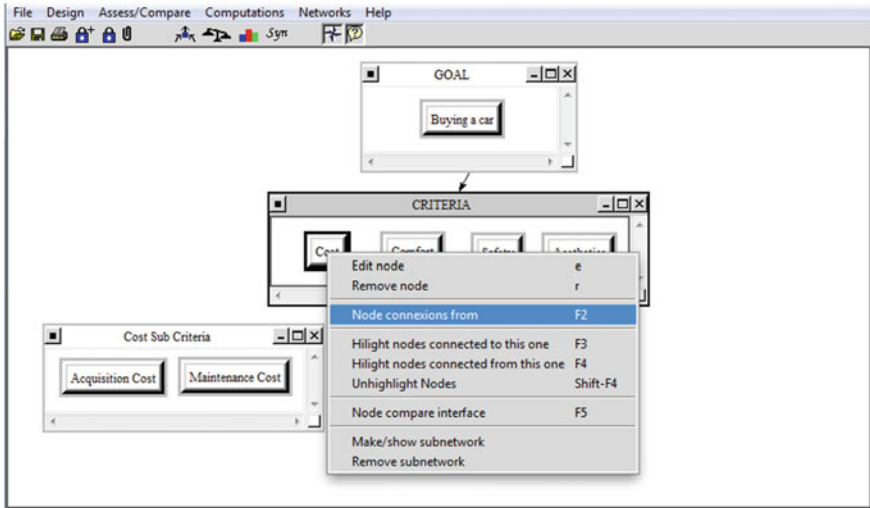 File Design Assess/Compare Computations Networks Help
Syn
GOAL
Buying a car
CRITERIA
Cost Comfort Safety Aesthetics
Edit node e
Remove node r
Node connexions from F2
Hilight nodes connected to this one F3
Hilight nodes connected from this one F4
Unhighlight Nodes Shift-F4
Node compare interface F5
Make/show subnetwork
Remove subnetwork
Cost Sub Criteria
Acquisition Cost Maintenance Cost